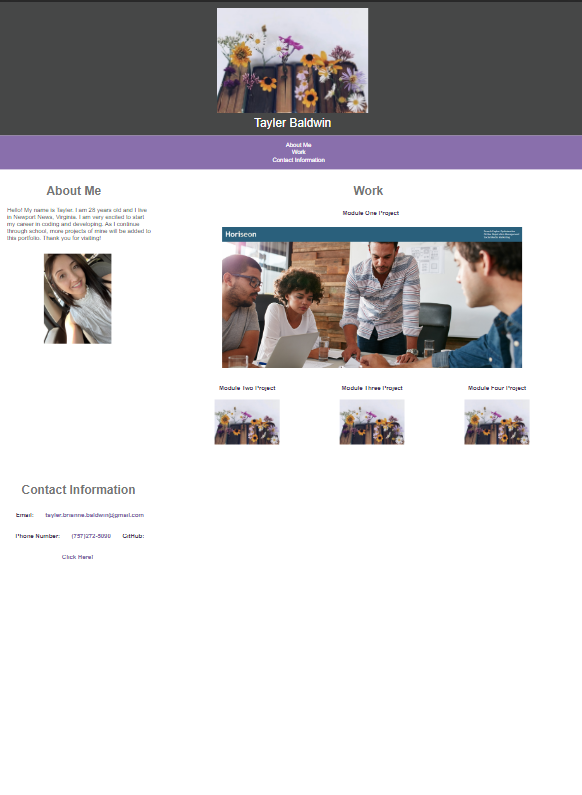 Tayler Baldwin
About Me
Work
Contact Information
About Me
Hello! My name is Tayler. I am 28 years old and I live
in Newport News, Virginia. I am very excited to start
my career in coding and developing. As I continue
through school, more projects of mine will be added to
this portfolio. Thank you for visiting!
Work
Module One Project
Horiseon
Module Two Project
Module Three Project
Module Four Project
Contact Information
Email: tayler.brianne.baldwin@gmail.com
Phone Number: GitHub:
Click Here!